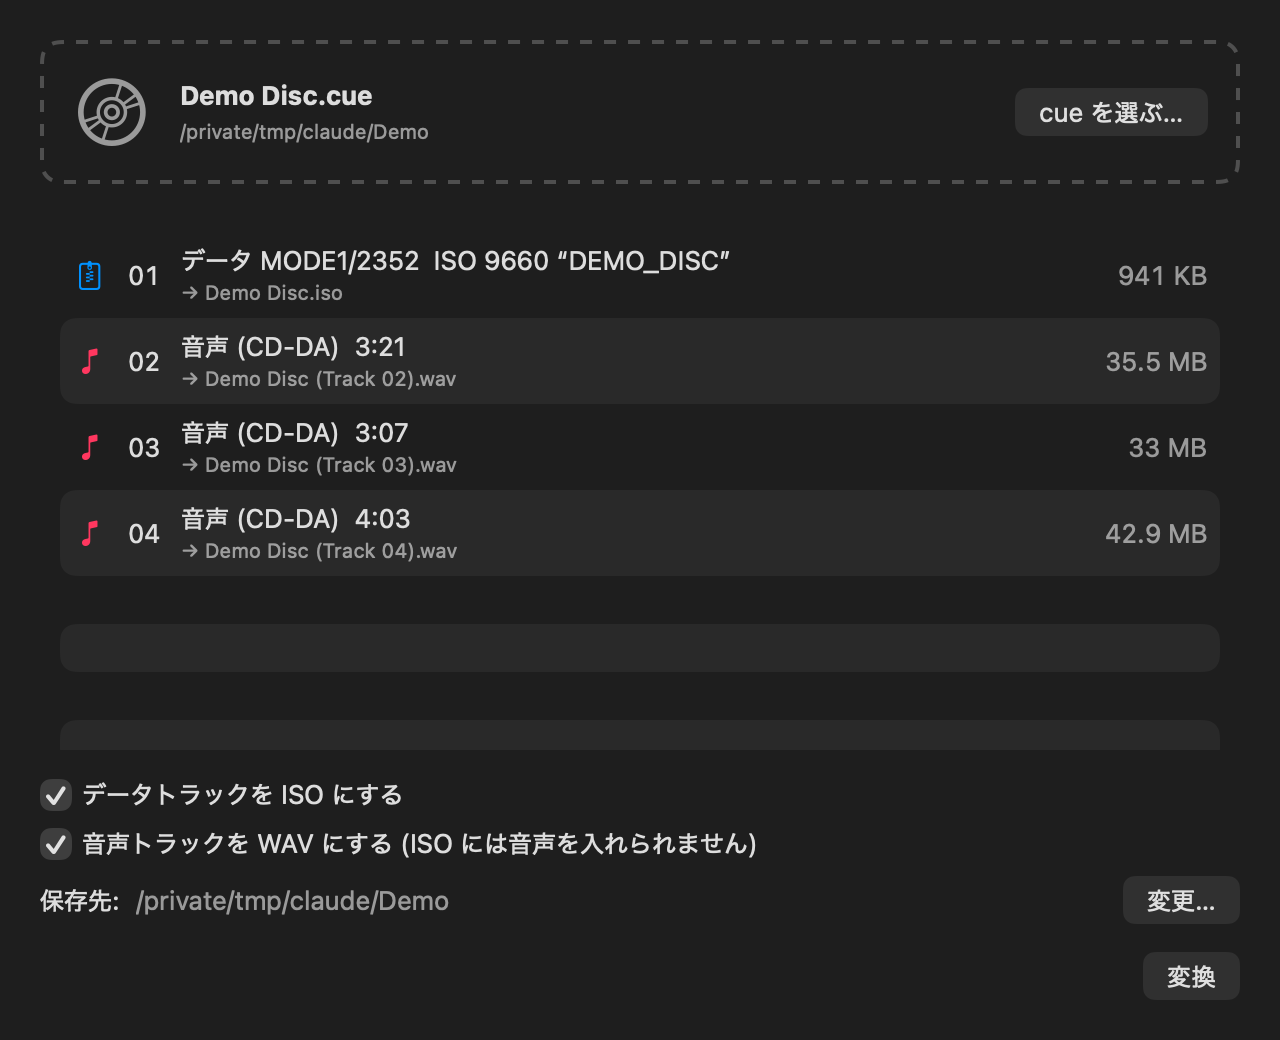 Demo Disc.cue
/private/tmp/claude/Demo
cue を選ぶ...
01 データ MODE1/2352 ISO 9660 “DEMO_DISC” 941 KB
→ Demo Disc.iso
02 音声 (CD-DA) 3:21 35.5 MB
→ Demo Disc (Track 02).wav
03 音声 (CD-DA) 3:07 33 MB
→ Demo Disc (Track 03).wav
04 音声 (CD-DA) 4:03 42.9 MB
→ Demo Disc (Track 04).wav
データトラックを ISO にする
音声トラックを WAV にする (ISO には音声を入れられません)
保存先: /private/tmp/claude/Demo 変更...
変換